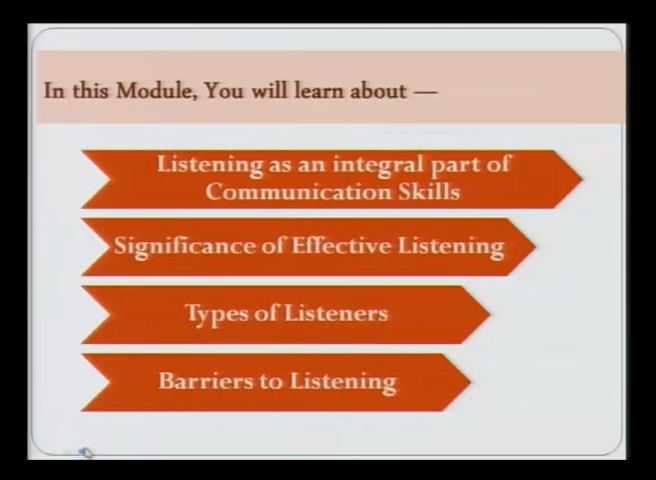 In this Module, You will learn about —
Listening as an integral part of
Communication Skills
Significance of Effective Listening
Types of Listeners
Barriers to Listening